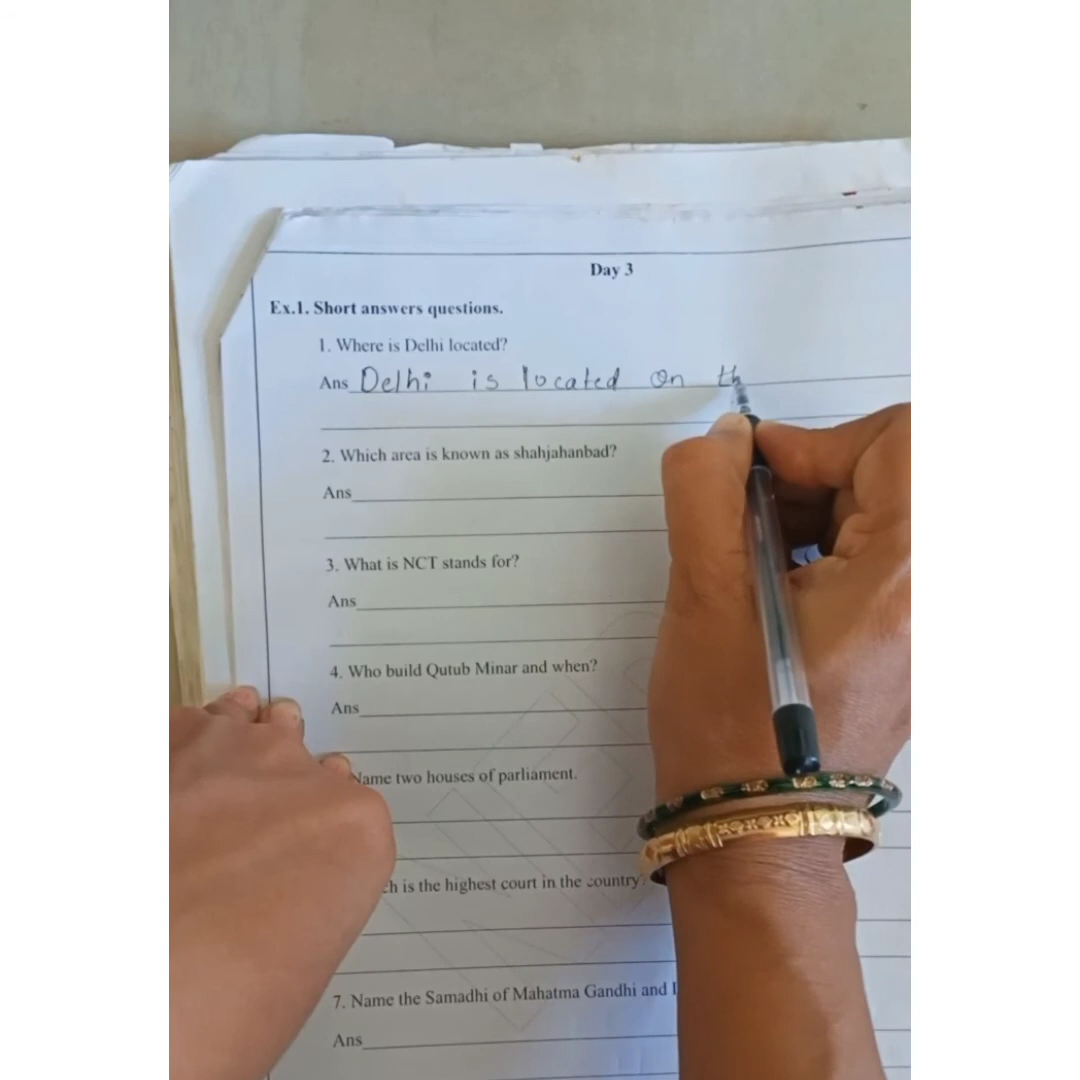 Day 3
Ex.1. Short answers questions.
1. Where is Delhi located?
Ans Delhi is located on th
2. Which area is known as shahjahanbad?
Ans
3. What is NCT stands for?
Ans
4. Who build Qutub Minar and when?
Ans
Name two houses of parliament.
is the highest court in the country
7. Name the Samadhi of Mahatma Gandhi and
Ans